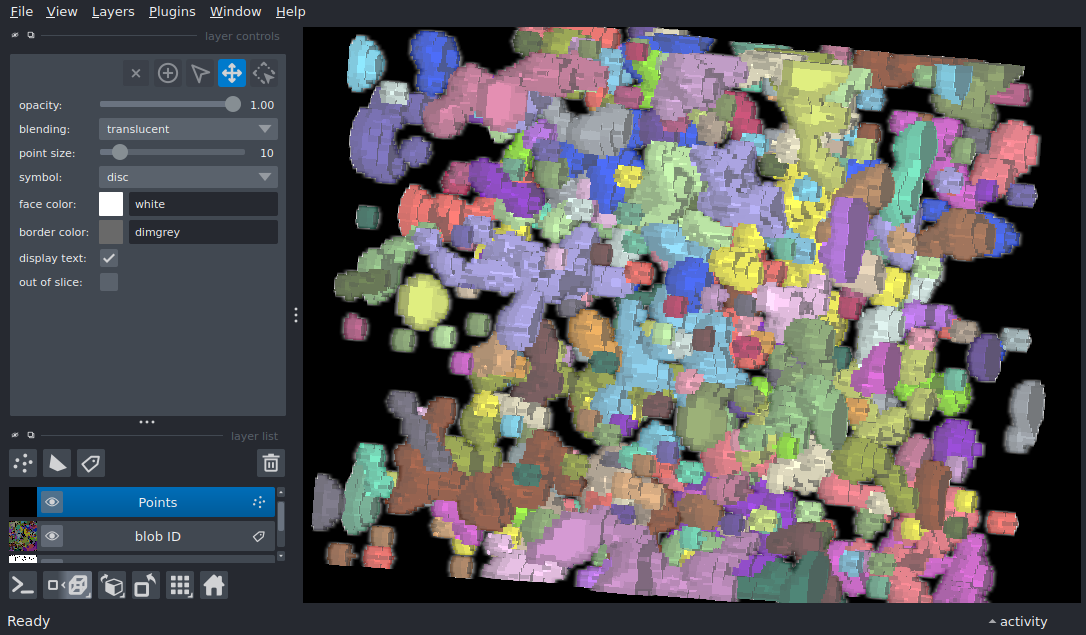 File View Layers Plugins Window Help
layer controls
opacity: 1.00
blending: translucent
point size: 10
symbol: disc
face color: white
border color: dimgrey
display text:
out of slice:
layer list
Points
blob ID
Ready
activity